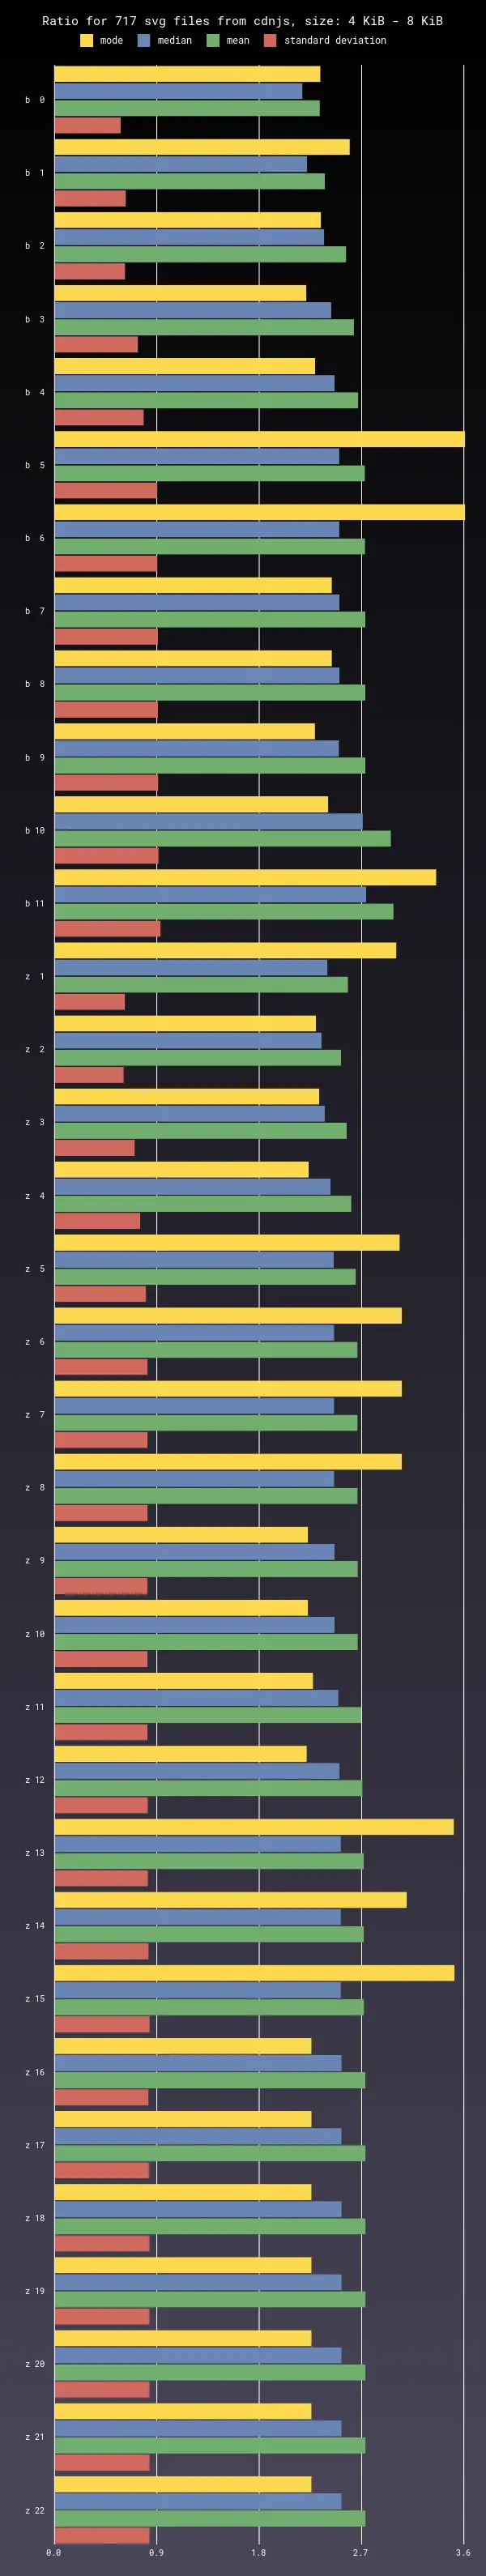 Ratio for 717 svg files from cdnjs, size: 4 KiB - 8 KiB
mode median mean standard deviation
b 0
b 1
b 2
b 3
b 4
b 5
b 6
b 7
b 8
b 9
b 10
b 11
z 1
z 2
z 3
z 4
z 5
z 6
z 7
z 8
z 9
z 10
z 11
z 12
z 13
z 14
z 15
z 16
z 17
z 18
z 19
z 20
z 21
z 22
0.0 0.9 1.8 2.7 3.6